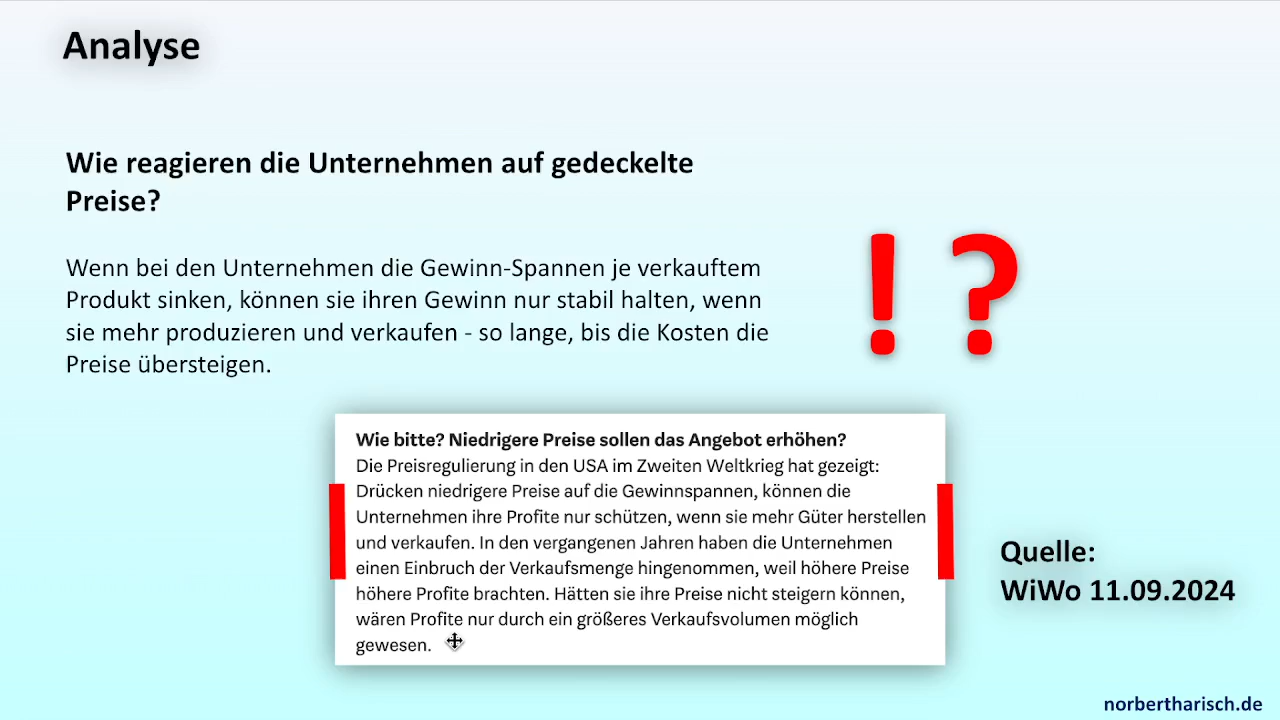 Analyse
Wie reagieren die Unternehmen auf gedeckelte
Preise?
Wenn bei den Unternehmen die Gewinn-Spannen je verkauftem
Produkt sinken, können sie ihren Gewinn nur stabil halten, wenn
sie mehr produzieren und verkaufen - so lange, bis die Kosten die
Preise übersteigen.
! ?
Wie bitte? Niedrigere Preise sollen das Angebot erhöhen?
Die Preisregulierung in den USA im Zweiten Weltkrieg hat gezeigt:
Drücken niedrigere Preise auf die Gewinnspannen, können die
Unternehmen ihre Profite nur schützen, wenn sie mehr Güter herstellen
und verkaufen. In den vergangenen Jahren haben die Unternehmen
einen Einbruch der Verkaufsmenge hingenommen, weil höhere Preise
höhere Profite brachten. Hätten sie ihre Preise nicht steigern können,
wären Profite nur durch ein größeres Verkaufsvolumen möglich
gewesen.
Quelle:
WiWo 11.09.2024
norbertharisch.de